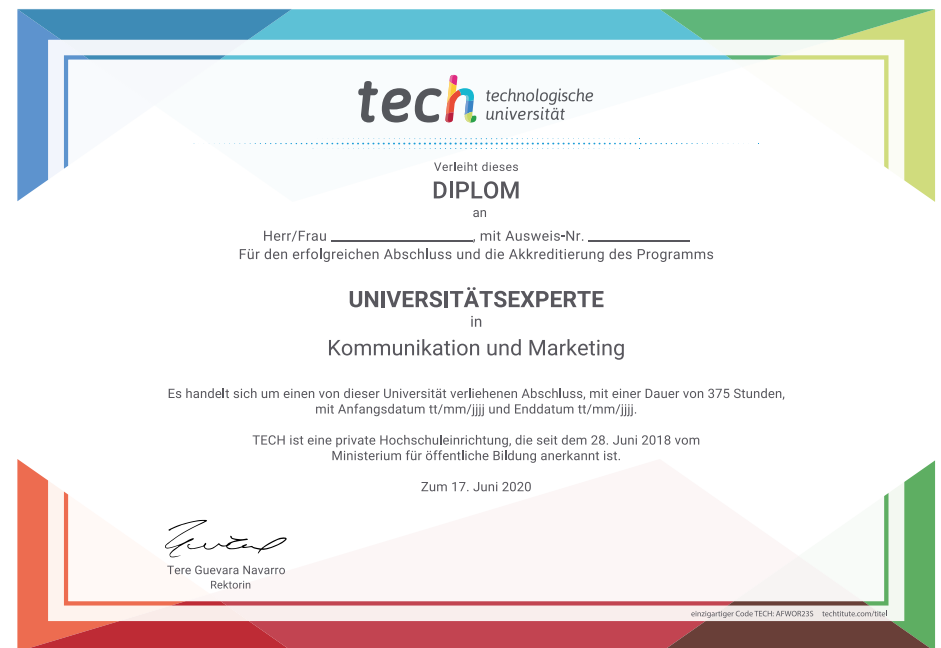 tech technologische
universität
Verleiht dieses
DIPLOM
an
Herr/Frau ________________, mit Ausweis-Nr. ____________
Für den erfolgreichen Abschluss und die Akkreditierung des Programms
UNIVERSITÄTSEXPERTE
in
Kommunikation und Marketing
Es handelt sich um einen von dieser Universität verliehenen Abschluss, mit einer Dauer von 375 Stunden,
mit Anfangsdatum tt/mm/jjjj und Enddatum tt/mm/jjjj.
TECH ist eine private Hochschuleinrichtung, die seit dem 28. Juni 2018 vom
Ministerium für öffentliche Bildung anerkannt ist.
Zum 17. Juni 2020
Tere Guevara Navarro
Rektorin
einzigartiger Code TECH: AFWOR23S techtitute.com/titel